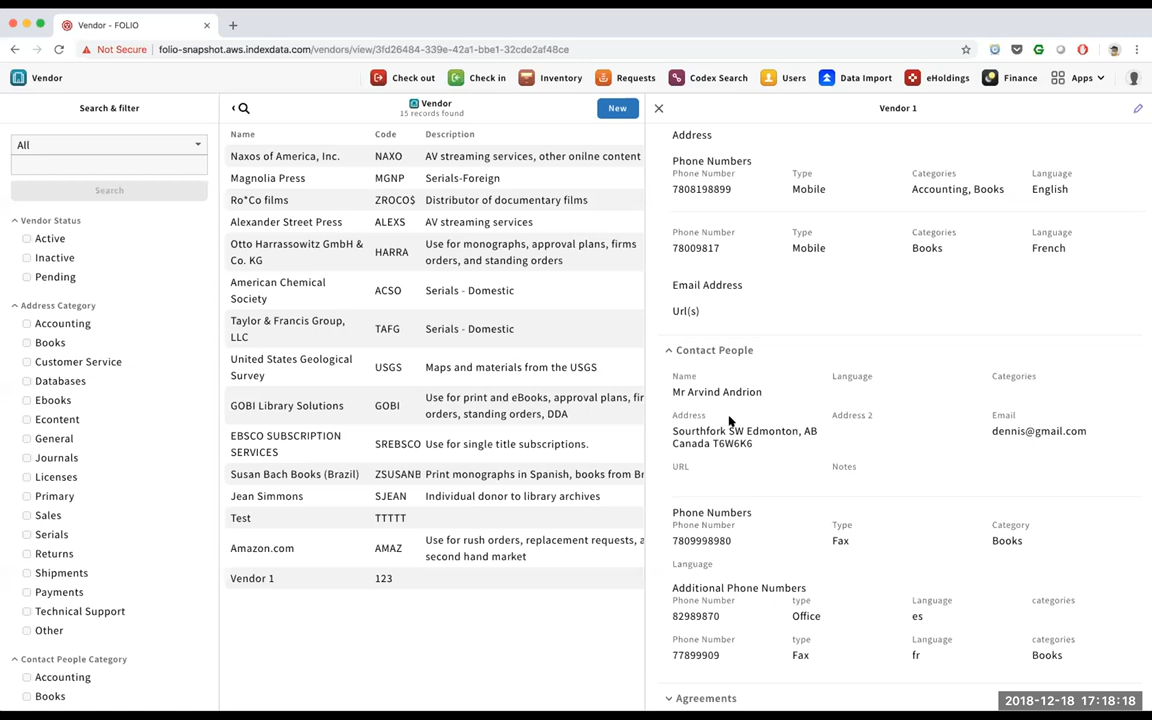 Vendor - FOLIO
Not Secure
folio-snapshot.aws.indexdata.com/vendors/view/3fd26484-339e-42a1-bbe1-32cde2af48ce
Vendor
Check out
Check in
Inventory
Requests
Codex Search
Users
Data Import
eHoldings
Finance
Apps
Search & filter
All
Search
Vendor Status
Active
Inactive
Pending
Address Category
Accounting
Books
Customer Service
Databases
Ebooks
Econtent
General
Journals
Licenses
Primary
Sales
Serials
Returns
Shipments
Payments
Technical Support
Other
Contact People Category
Accounting
Books
Vendor
15 records found
New
Name Code Description
Naxos of America, Inc. NAXO AV streaming services, other onilne content
Magnolia Press MGNP Serials-Foreign
Ro*Co films ZROCO$ Distributor of documentary films
Alexander Street Press ALEXS AV streaming services
Otto Harrassowitz GmbH &
Co. KG
HARRA
Use for monographs, approval plans, firms
orders, and standing orders
American Chemical
Society
ACSO Serials - Domestic
Taylor & Francis Group,
LLC
TAFG Serials - Domestic
United States Geological
Survey
USGS Maps and materials from the USGS
GOBI Library Solutions GOBI
Use for print and eBooks, approval plans, fir
orders, standing orders, DDA
EBSCO SUBSCRIPTION
SERVICES
SREBSCO Use for single title subscriptions.
Susan Bach Books (Brazil) ZSUSANB Print monographs in Spanish, books from Br
Jean Simmons SJEAN Individual donor to library archives
Test TTTTT
Amazon.com AMAZ
Use for rush orders, replacement requests, a
second hand market
Vendor 1 123
Vendor 1
Address
Phone Numbers
Phone Number Type Categories Language
7808198899 Mobile Accounting, Books English
Phone Number Type Categories Language
78009817 Mobile Books French
Email Address
Url(s)
Contact People
Name Language Categories
Mr Arvind Andrion
Address Address 2 Email
Sourthfork SW Edmonton, AB dennis@gmail.com
Canada T6W6K6
URL Notes
Phone Numbers
Phone Number Type Category
7809998980 Fax Books
Language
Additional Phone Numbers
Phone Number type Language categories
82989870 Office es
Phone Number type Language categories
77899909 Fax fr Books
Agreements
2018-12-18 17:18:18